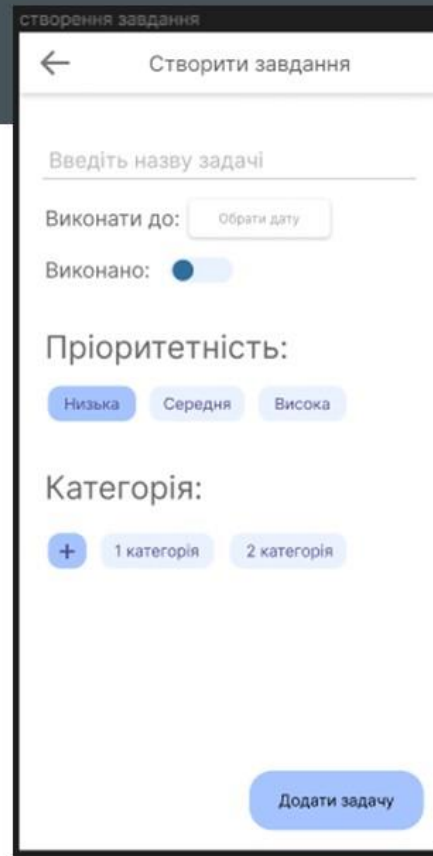 створення завдання
Створити завдання
Введіть назву задачі
Виконати до: Обрати дату
Виконано:
Пріоритетність:
Низька Середня Висока
Категорія:
+ 1 категорія 2 категорія
Додати задачу